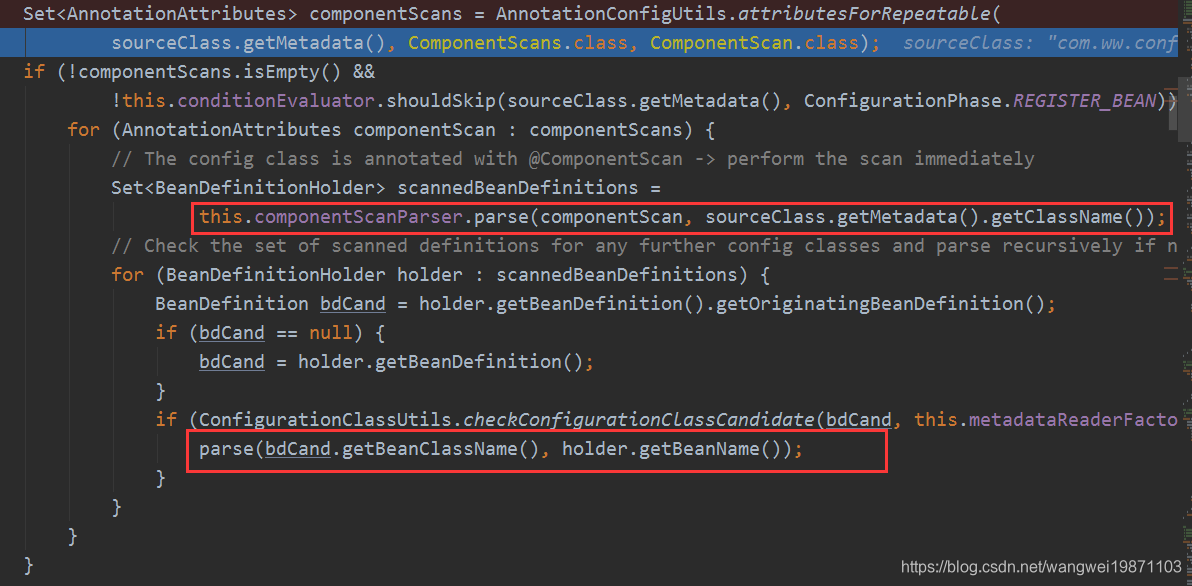 Set<AnnotationAttributes> componentScans = AnnotationConfigUtils.attributesForRepeatable(
sourceClass.getMetadata(), ComponentScans.class, ComponentScan.class); sourceClass: "com.ww.conf
if (!componentScans.isEmpty() &&
!this.conditionEvaluator.shouldSkip(sourceClass.getMetadata(), ConfigurationPhase.REGISTER_BEAN))
for (AnnotationAttributes componentScan : componentScans) {
// The config class is annotated with @ComponentScan -> perform the scan immediately
Set<BeanDefinitionHolder> scannedBeanDefinitions =
this.componentScanParser.parse(componentScan, sourceClass.getMetadata().getClassName());
// Check the set of scanned definitions for any further config classes and parse recursively if n
for (BeanDefinitionHolder holder : scannedBeanDefinitions) {
BeanDefinition bdCand = holder.getBeanDefinition().getOriginatingBeanDefinition();
if (bdCand == null) {
bdCand = holder.getBeanDefinition();
}
if (ConfigurationClassUtils.checkConfigurationClassCandidate(bdCand, this.metadataReaderFacto
parse(bdCand.getBeanClassName(), holder.getBeanName());
}
}
}
}
https://blog.csdn.net/wangwei19871103